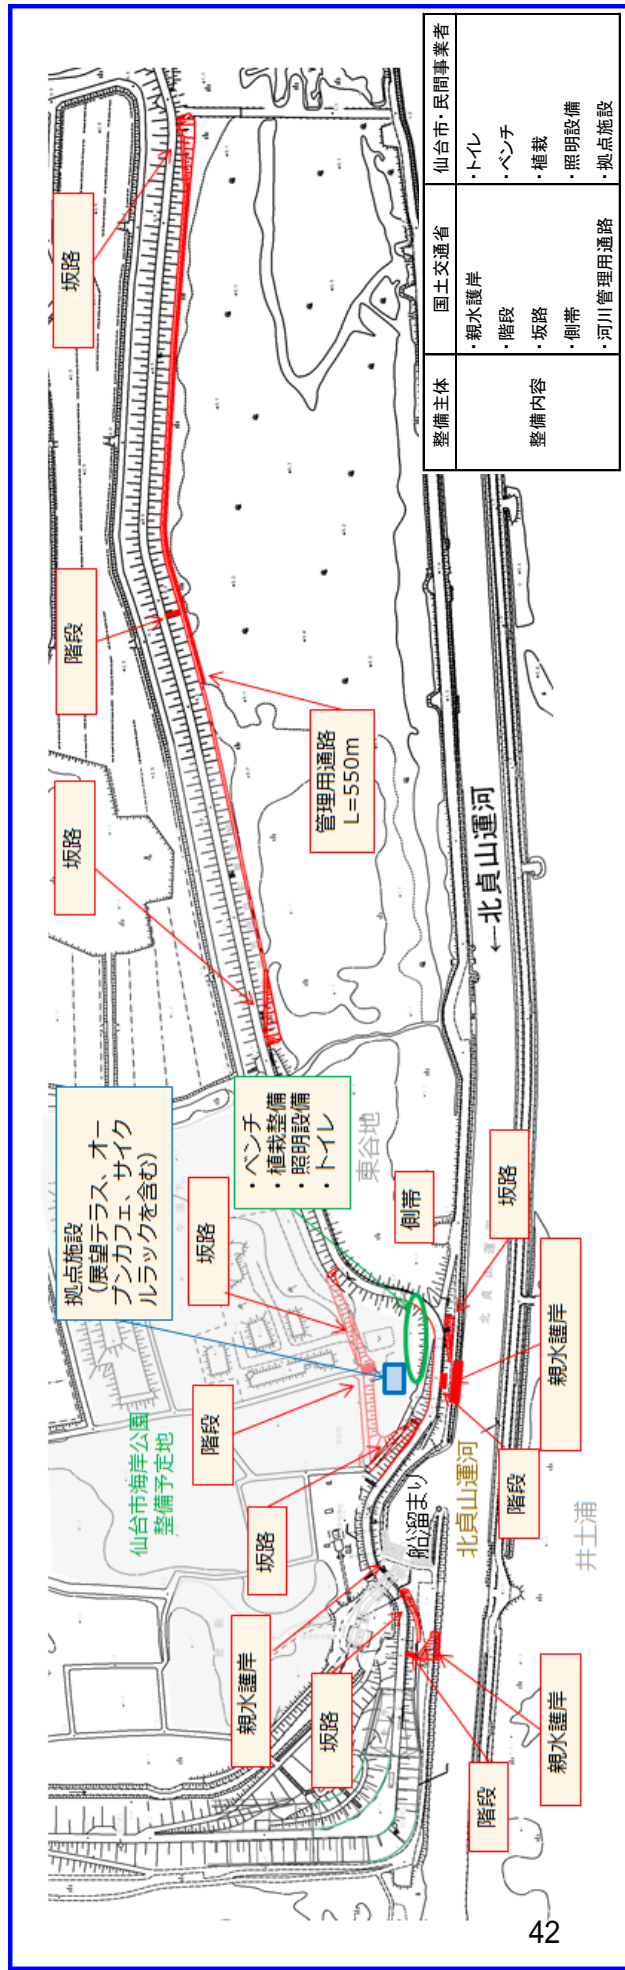 拠点施設
(展望テラス、オー
プンカフェ、サイク
ルラックを含む)
坂路
階段
坂路
仙台市海岸公園
整備予定地
階段
坂路
・ ベンチ
・ 植栽整備
・ 照明設備
・ トイレ
親水護岸
坂路
坂路
管理用通路
L=550m
東谷地
側帯
船溜まり
北貞山運河
←北貞山運河
坂路
階段
親水護岸
階段
親水護岸
井土浦
整備主体 国土交通省 仙台市・民間事業者
整備内容
・親水護岸 ・トイレ
・階段 ・ベンチ
・坂路 ・植栽
・側帯 ・照明設備
・河川管理用通路 ・拠点施設
42